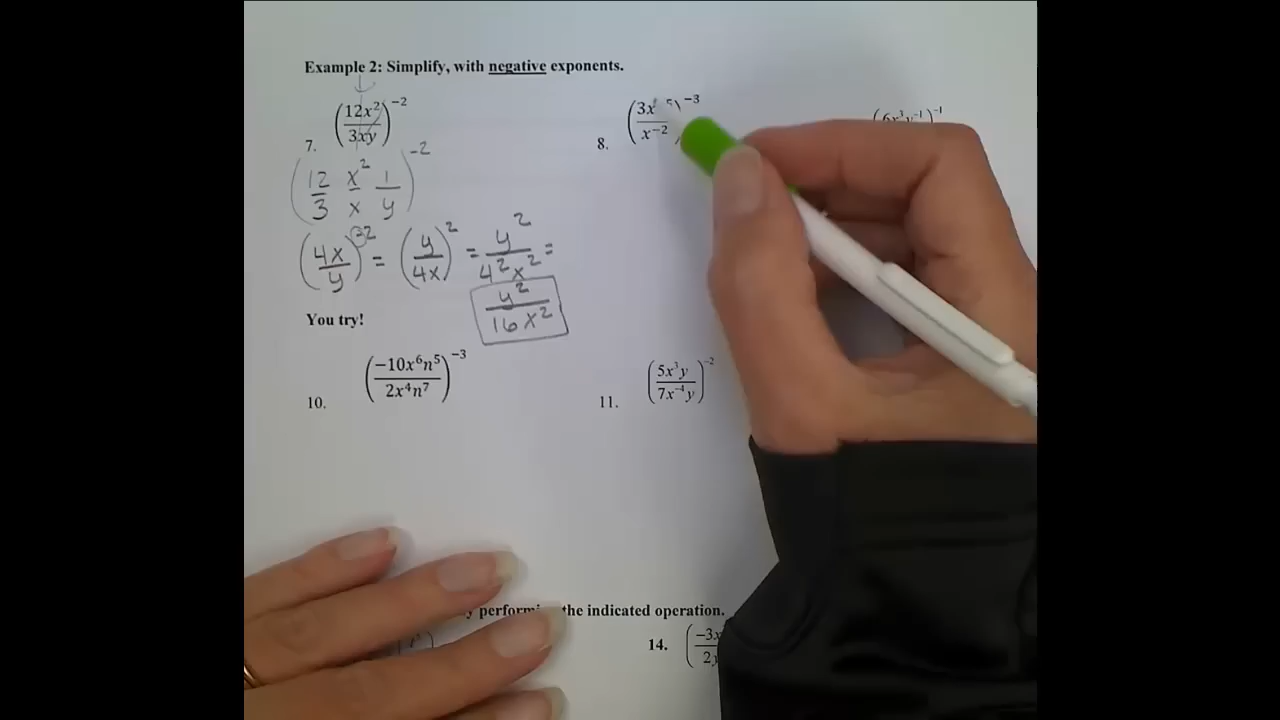 Example 2: Simplify, with negative exponents.
7. (12x²/3xy)⁻²
(12/3 x²/x 1/y)⁻²
(4x/y)⁻² = (y/4x)² = y²/4²x² =
y²/16x²
8.
x⁻²
⁻³
You try!
10. (−10x⁶n⁵/2x⁴n⁷)⁻³
11. (5x³y/7x⁻⁴y)⁻²
the indicated operation.
14.